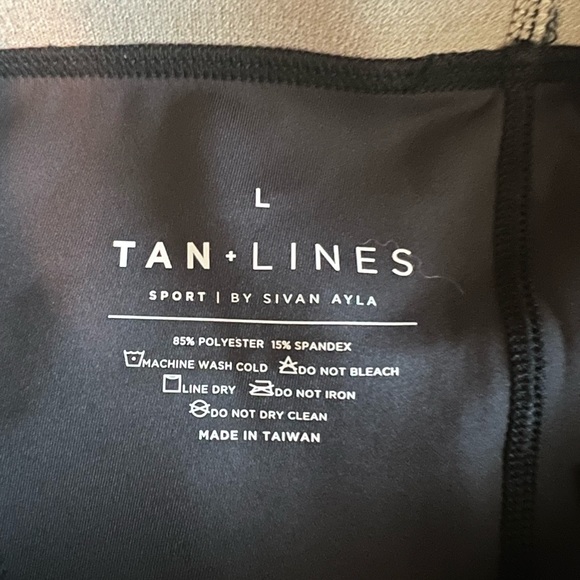 L
TAN + LINES
SPORT | BY SIVAN AYLA
85% POLYESTER 15% SPANDEX
MACHINE WASH COLD DO NOT BLEACH
LINE DRY DO NOT IRON
DO NOT DRY CLEAN
MADE IN TAIWAN